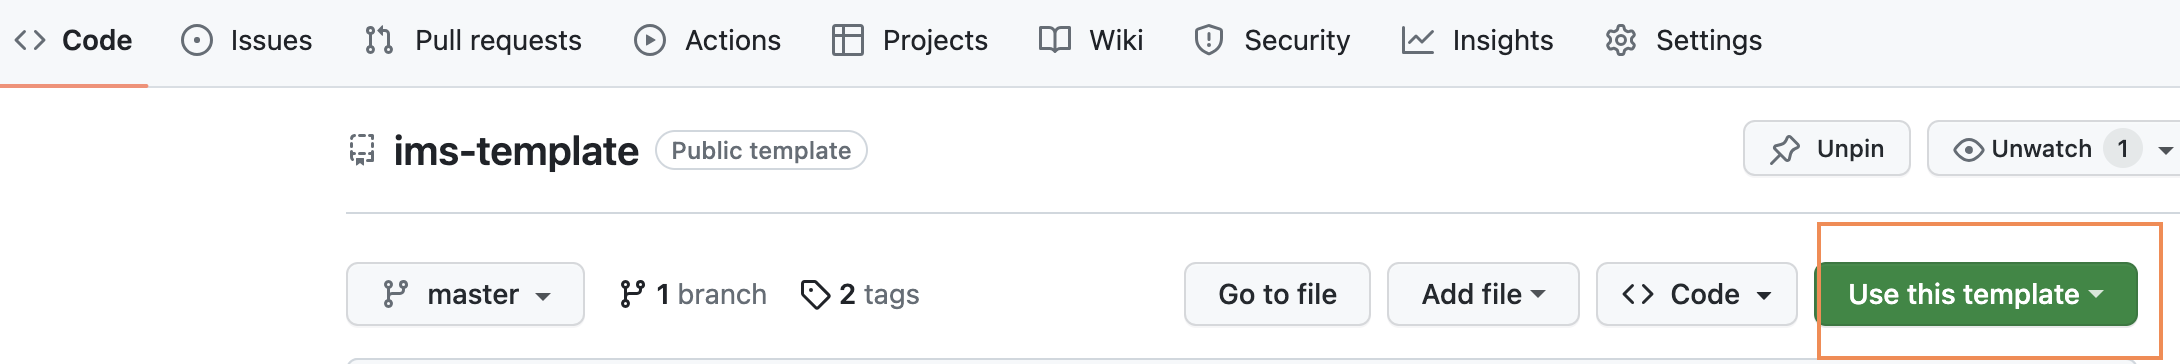 Code Issues Pull requests Actions Projects Wiki Security Insights Settings
ims-template Public template Unpin Unwatch 1
master 1 branch 2 tags Go to file Add file Code Use this template